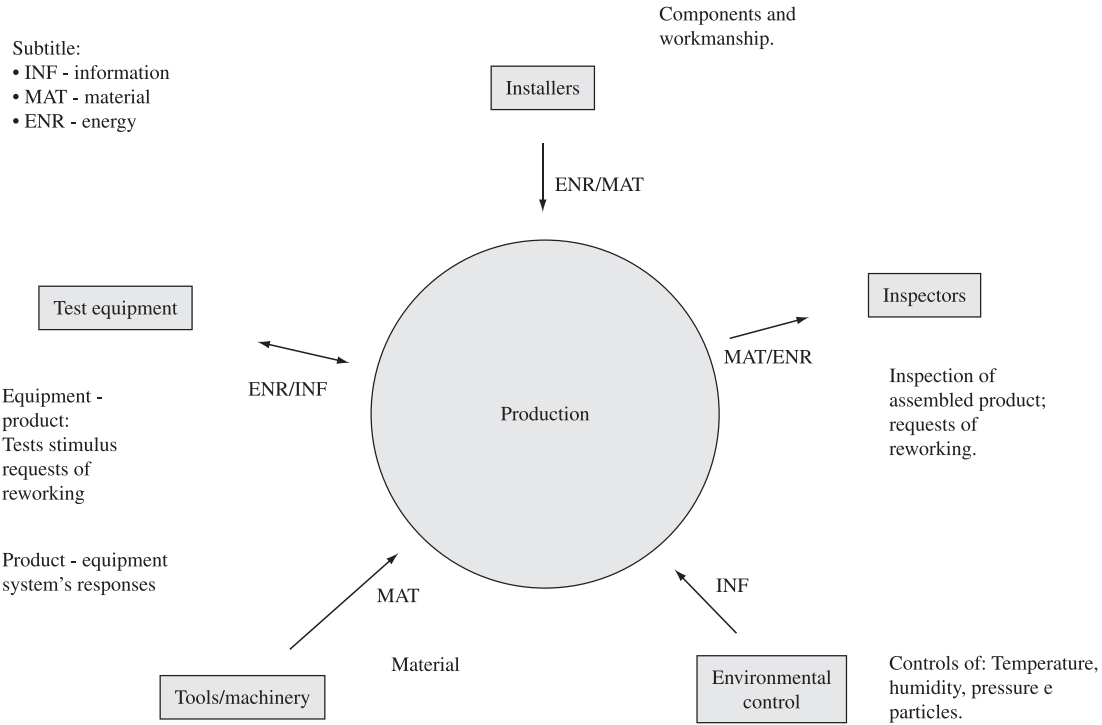 Components and
workmanship.
Subtitle:
• INF - information
• MAT - material
• ENR - energy
Installers
ENR/MAT
Test equipment
Inspectors
ENR/INF
MAT/ENR
Equipment -
product:
Tests stimulus
requests of
reworking
Inspection of
assembled product;
requests of
reworking.
Production
Product - equipment
system's responses
MAT
INF
Material
Tools/machinery
Environmental
control
Controls of: Temperature,
humidity, pressure e
particles.